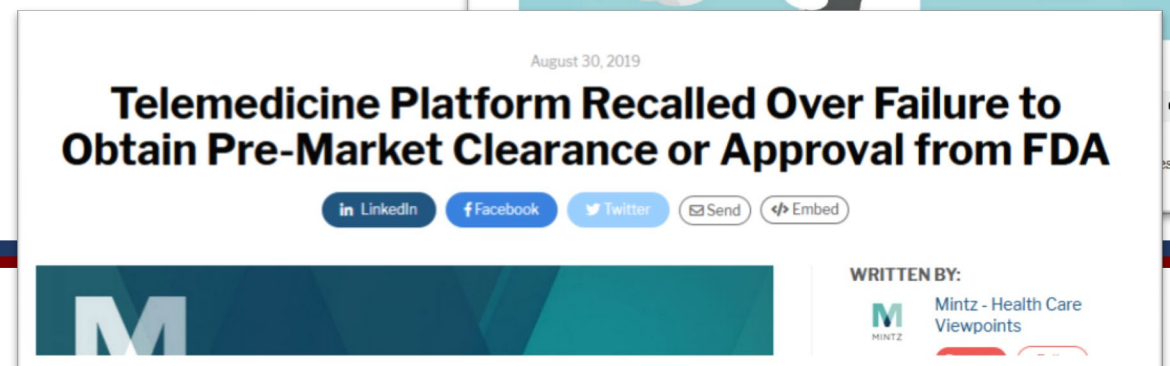 August 30, 2019
Telemedicine Platform Recalled Over Failure to
Obtain Pre-Market Clearance or Approval from FDA
in LinkedIn
f Facebook
Twitter
Send
</> Embed
WRITTEN BY:
Mintz - Health Care
Viewpoints
M
MINTZ
M